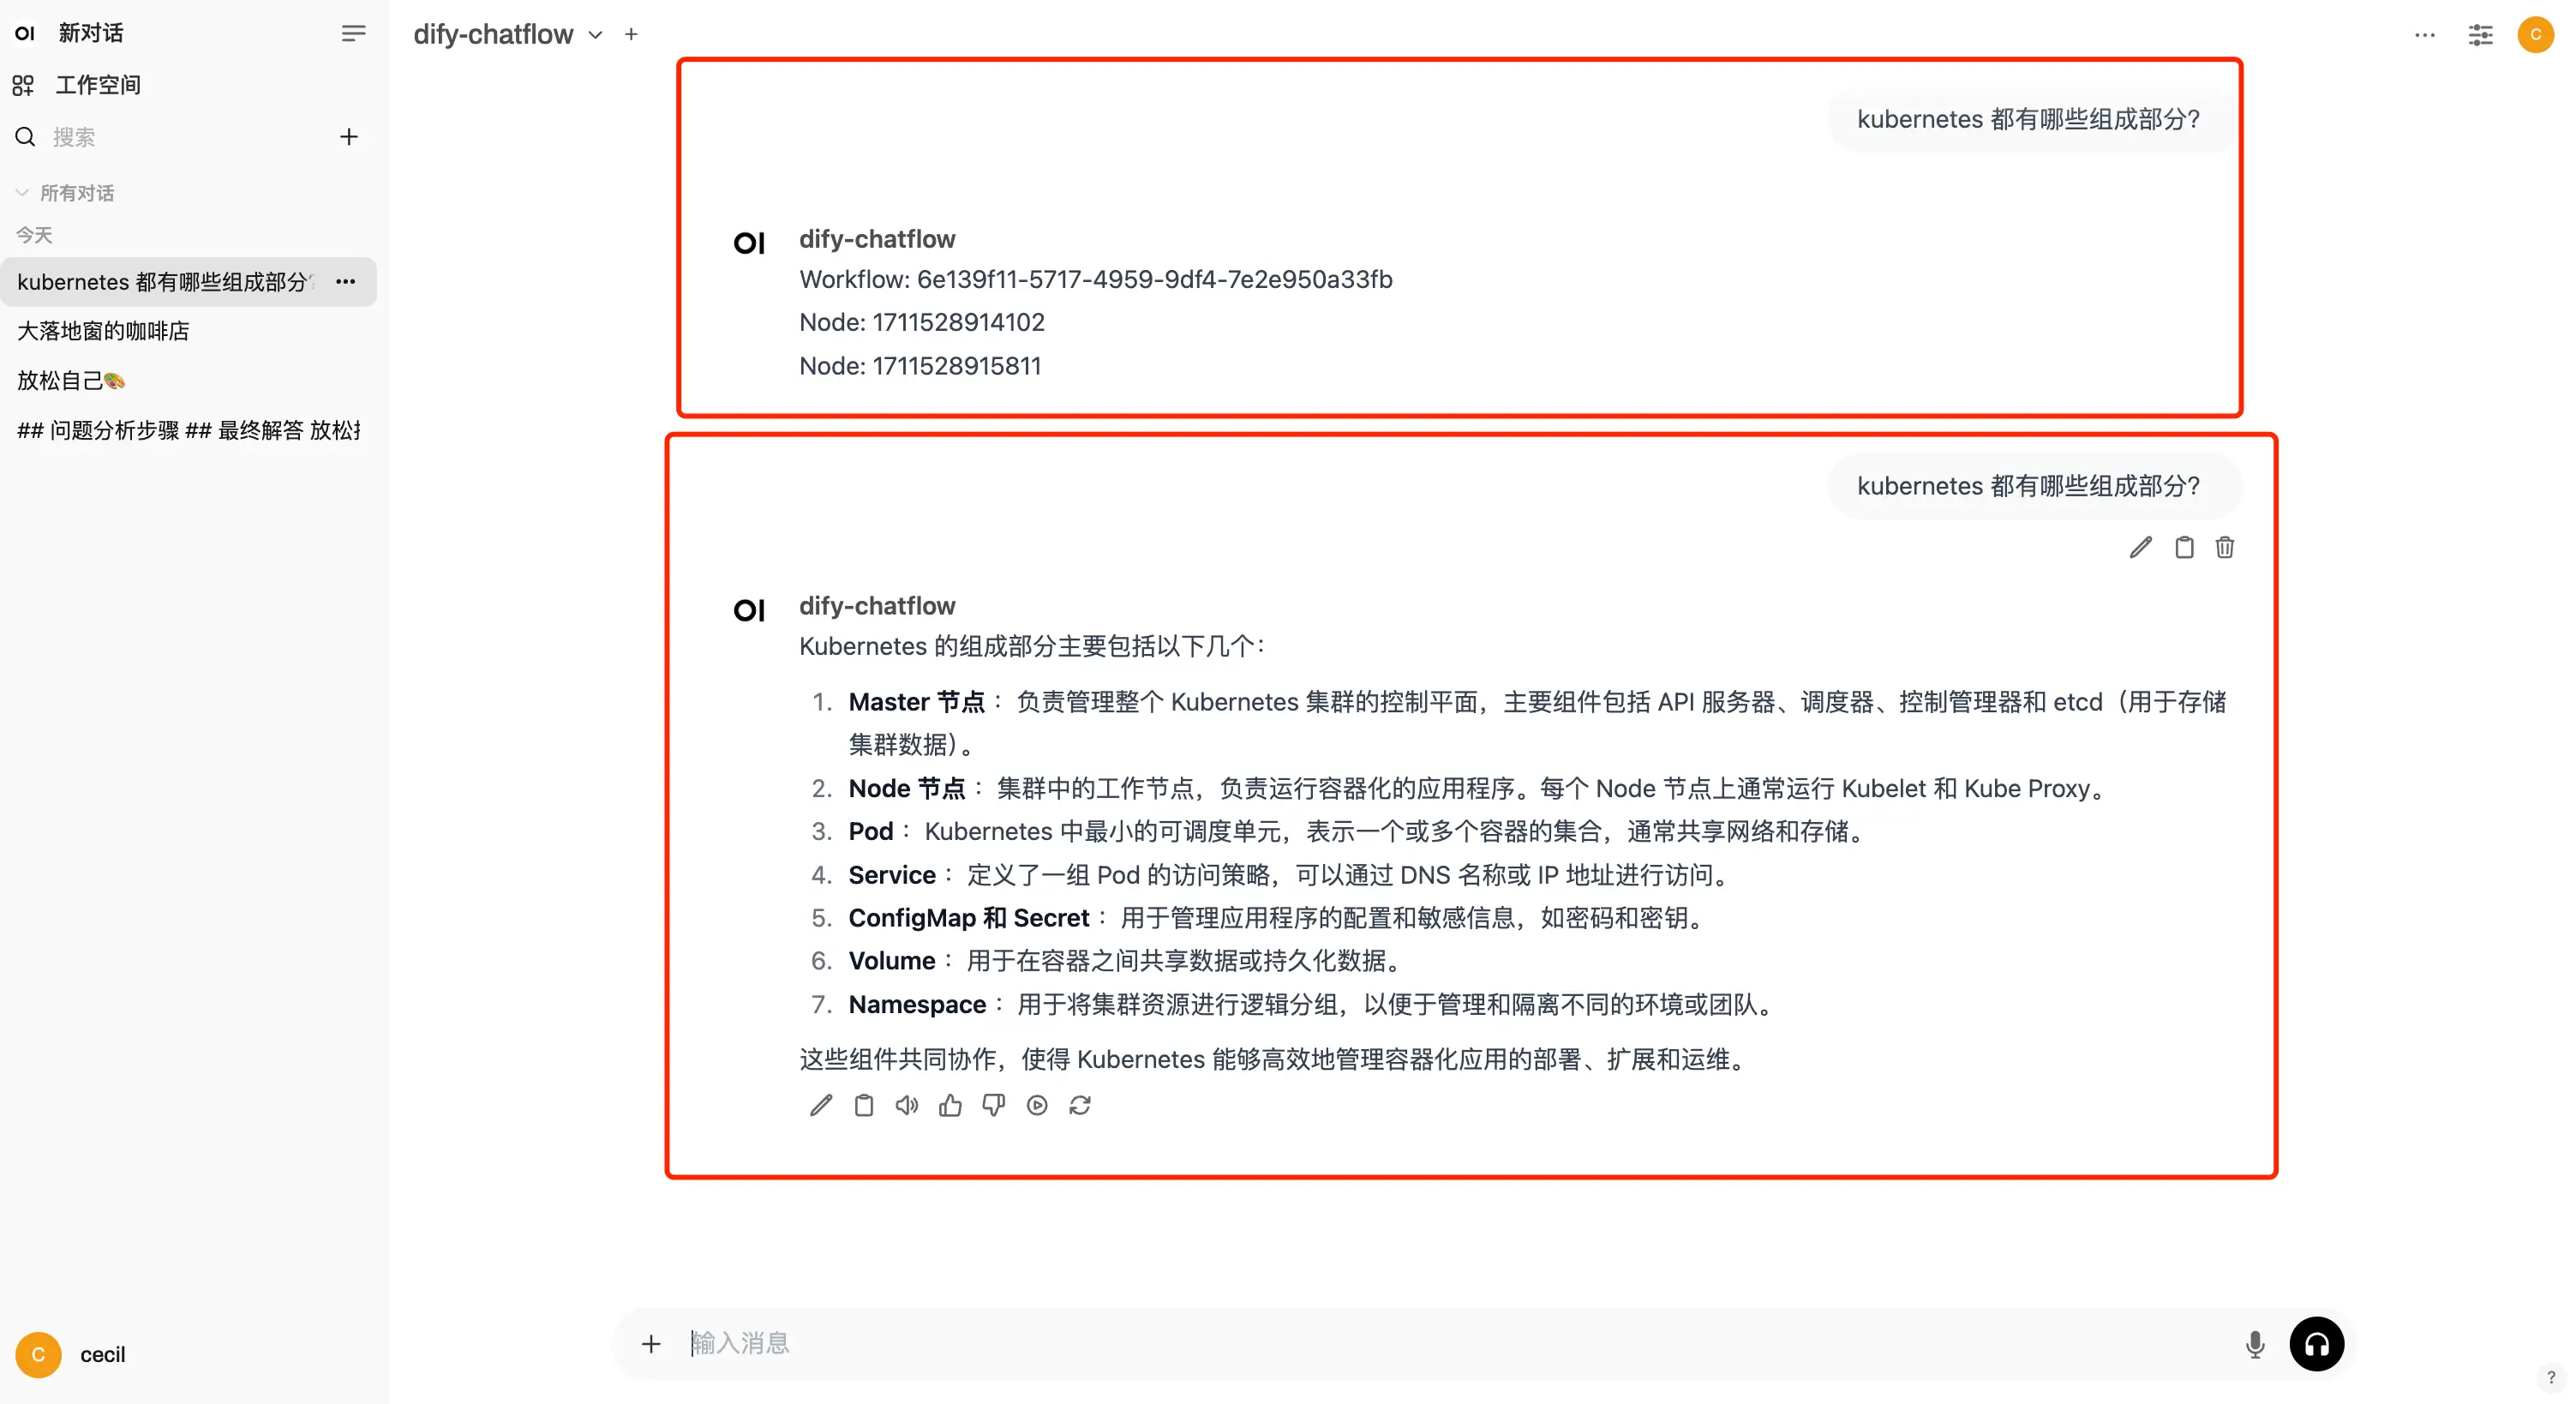 OI 新对话
工作空间
搜索
所有对话
今天
kubernetes 都有哪些组成部分?
大落地窗的咖啡店
放松自己🎨
## 问题分析步骤 ## 最终解答 放松
C cecil
dify-chatflow
C
kubernetes 都有哪些组成部分?
OI dify-chatflow
Workflow: 6e139f11-5717-4959-9df4-7e2e950a33fb
Node: 1711528914102
Node: 1711528915811
kubernetes 都有哪些组成部分?
OI dify-chatflow
Kubernetes 的组成部分主要包括以下几个：
1. Master 节点： 负责管理整个 Kubernetes 集群的控制平面，主要组件包括 API 服务器、调度器、控制管理器和 etcd（用于存储
集群数据）。
2. Node 节点： 集群中的工作节点，负责运行容器化的应用程序。每个 Node 节点上通常运行 Kubelet 和 Kube Proxy。
3. Pod： Kubernetes 中最小的可调度单元，表示一个或多个容器的集合，通常共享网络和存储。
4. Service： 定义了一组 Pod 的访问策略，可以通过 DNS 名称或 IP 地址进行访问。
5. ConfigMap 和 Secret： 用于管理应用程序的配置和敏感信息，如密码和密钥。
6. Volume： 用于在容器之间共享数据或持久化数据。
7. Namespace： 用于将集群资源进行逻辑分组，以便于管理和隔离不同的环境或团队。
这些组件共同协作，使得 Kubernetes 能够高效地管理容器化应用的部署、扩展和运维。
输入消息
?